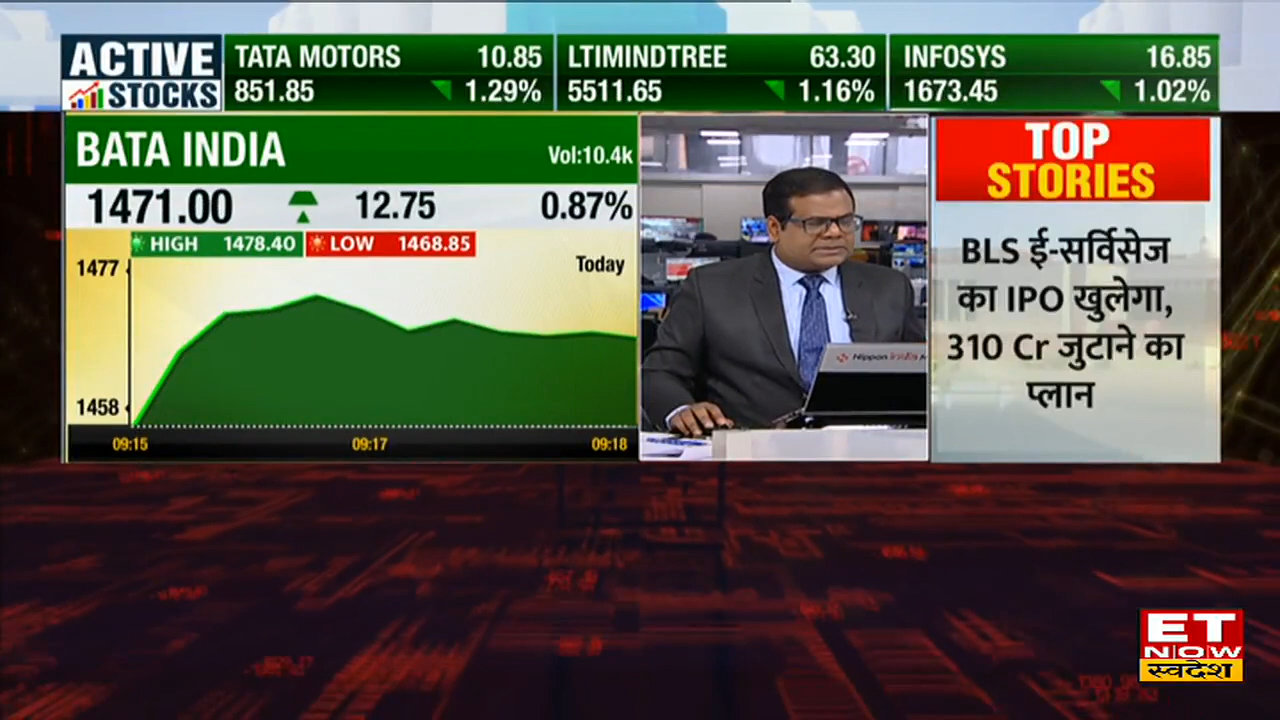 ACTIVE
STOCKS
TATA MOTORS 10.85
851.85 1.29%
LTIMINDTREE 63.30
5511.65 1.16%
INFOSYS 16.85
1673.45 1.02%
BATA INDIA Vol:10.4k
1471.00 12.75 0.87%
HIGH 1478.40 LOW 1468.85
Today
1477
1458
09:15 09:17 09:18
Nippon india
TOP
STORIES
BLS ई-सर्विसेज
का IPO खुलेगा,
310 Cr जुटाने का
प्लान
ET
NOW
स्वदेश